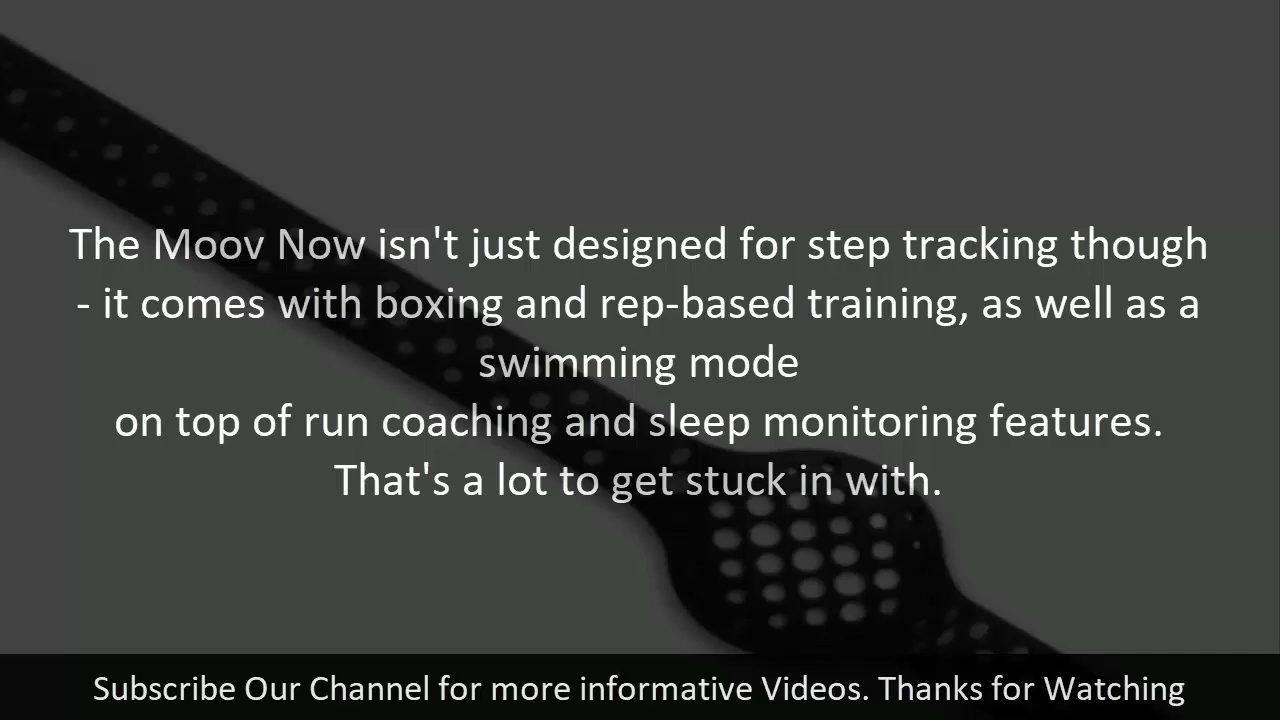 The Moov Now isn't just designed for step tracking though
- it comes with boxing and rep-based training, as well as a
swimming mode
on top of run coaching and sleep monitoring features.
That's a lot to get stuck in with.
Subscribe Our Channel for more informative Videos. Thanks for Watching